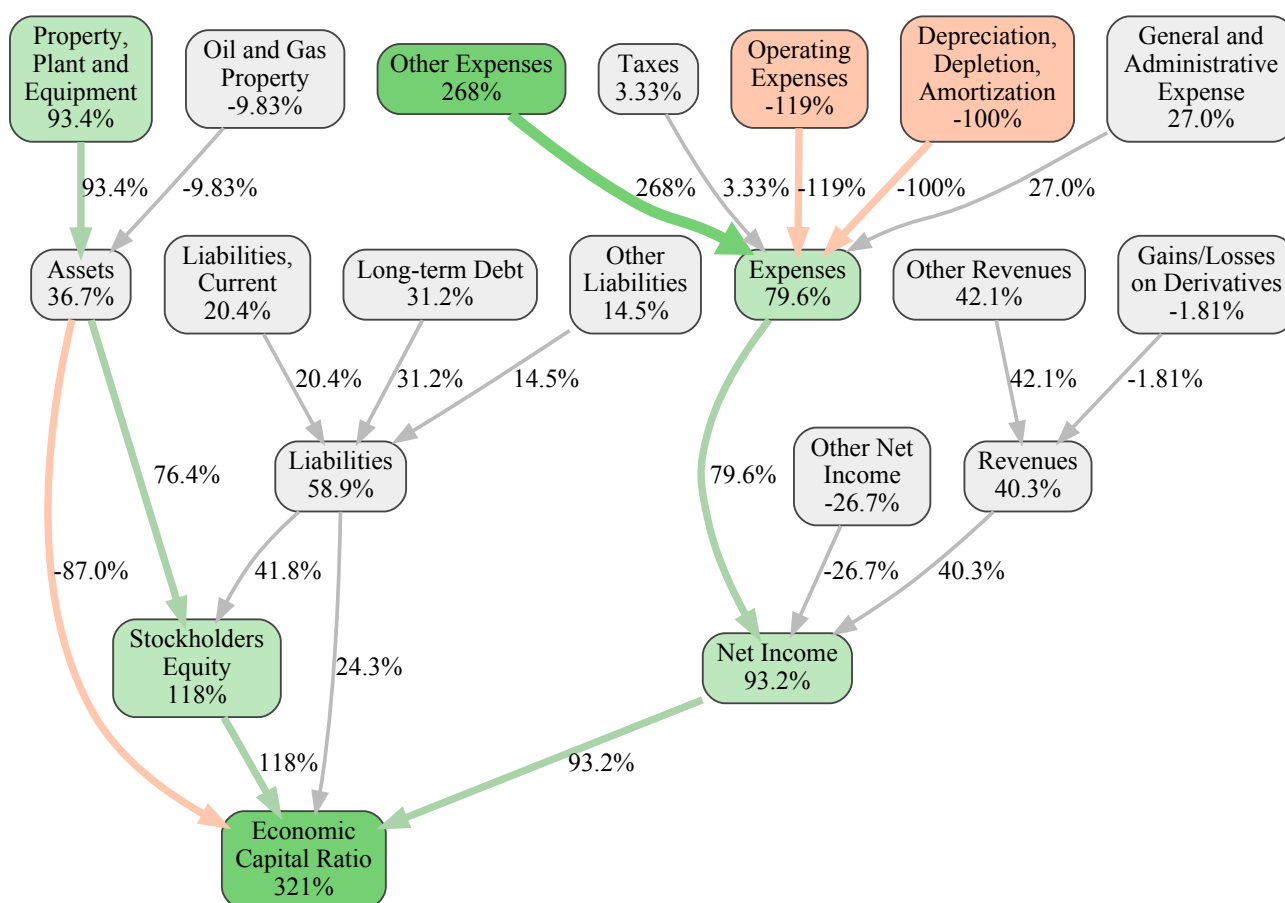 Property,
Plant and
Equipment
93.4%
Oil and Gas
Property
-9.83%
Other Expenses
268%
Taxes
3.33%
Operating
Expenses
-119%
Depreciation,
Depletion,
Amortization
-100%
General and
Administrative
Expense
27.0%
93.4%
-9.83%
268%
3.33%
-119%
-100%
27.0%
Assets
36.7%
Liabilities,
Current
20.4%
Long-term Debt
31.2%
Other
Liabilities
14.5%
Expenses
79.6%
Other Revenues
42.1%
Gains/Losses
on Derivatives
-1.81%
20.4%
31.2%
14.5%
42.1%
-1.81%
76.4%
Liabilities
58.9%
79.6%
Other Net
Income
-26.7%
Revenues
40.3%
-87.0%
41.8%
-26.7%
40.3%
Stockholders
Equity
118%
24.3%
Net Income
93.2%
118%
93.2%
Economic
Capital Ratio
321%